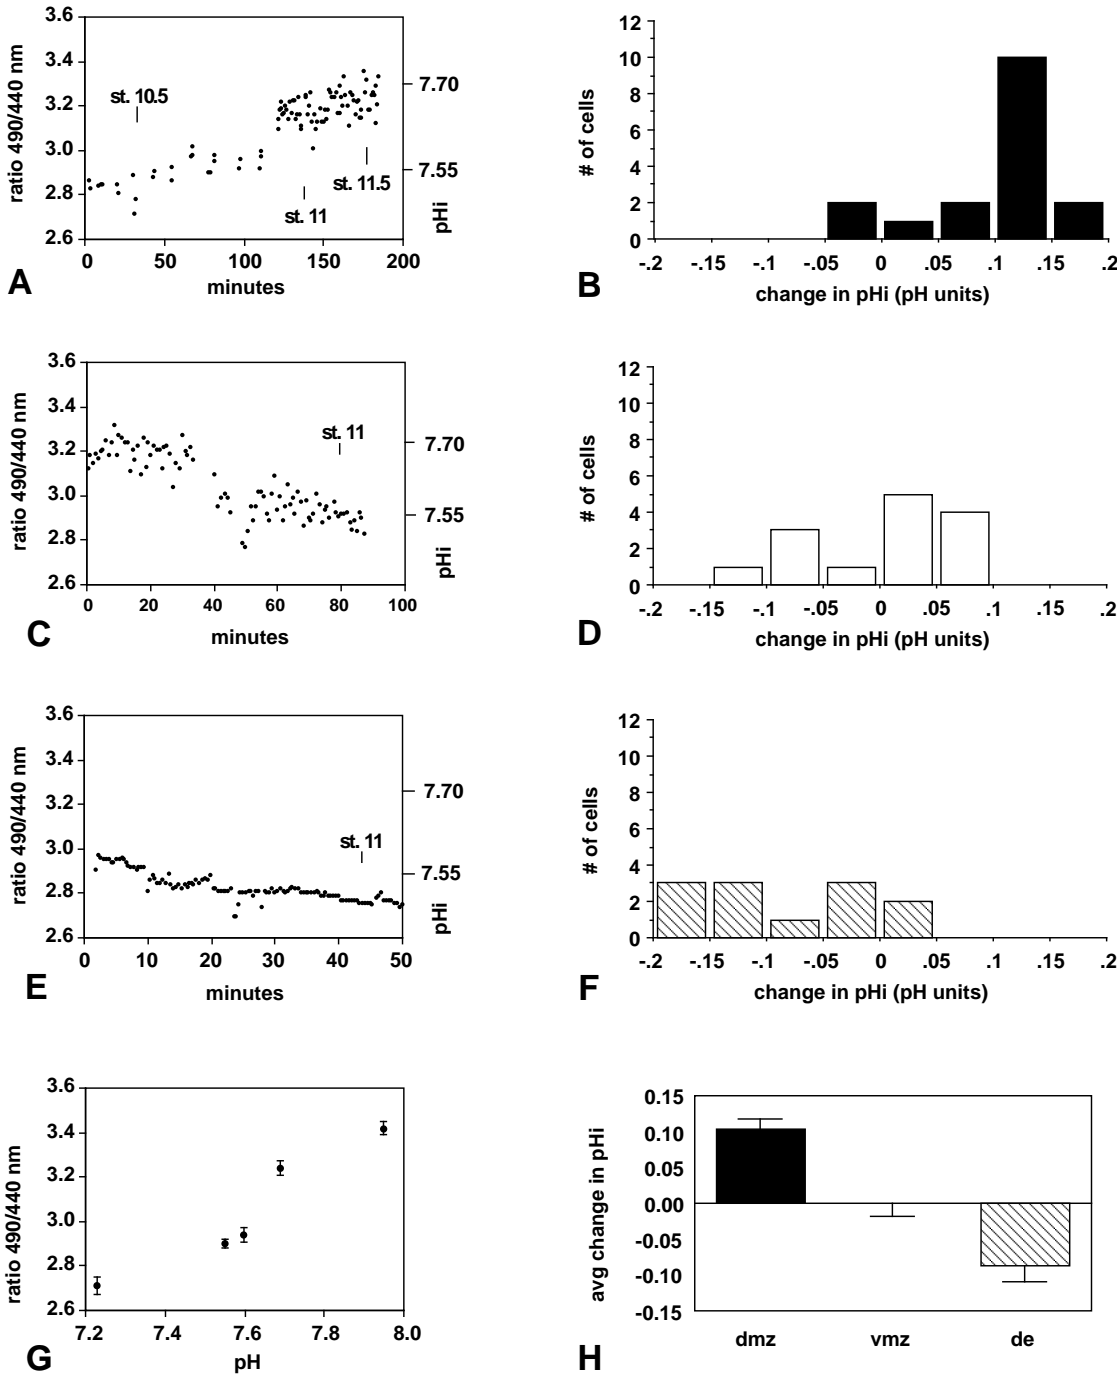 3.6
3.4
3.2
3.0
2.8
2.6
ratio 490/440 nm
st. 10.5
st. 11
st. 11.5
7.70
7.55
pHi
0 50 100 150 200
minutes
A
12
10
8
6
4
2
0
# of cells
-.2 -.15 -.1 -.05 0 .05 .1 .15 .2
change in pHi (pH units)
B
3.6
3.4
3.2
3.0
2.8
2.6
ratio 490/440 nm
st. 11
7.70
7.55
pHi
0 20 40 60 80 100
minutes
C
12
10
8
6
4
2
0
# of cells
-.2 -.15 -.1 -.05 0 .05 .1 .15 .2
change in pHi (pH units)
D
3.6
3.4
3.2
3.0
2.8
2.6
ratio 490/440 nm
st. 11
7.70
7.55
pHi
0 10 20 30 40 50
minutes
E
12
10
8
6
4
2
0
# of cells
-.2 -.15 -.1 -.05 0 .05 .1 .15 .2
change in pHi (pH units)
F
3.6
3.4
3.2
3.0
2.8
2.6
ratio 490/440 nm
7.2 7.4 7.6 7.8 8.0
pH
G
0.15
0.10
0.05
0.00
-0.05
-0.10
-0.15
avg change in pHi
dmz vmz de
H